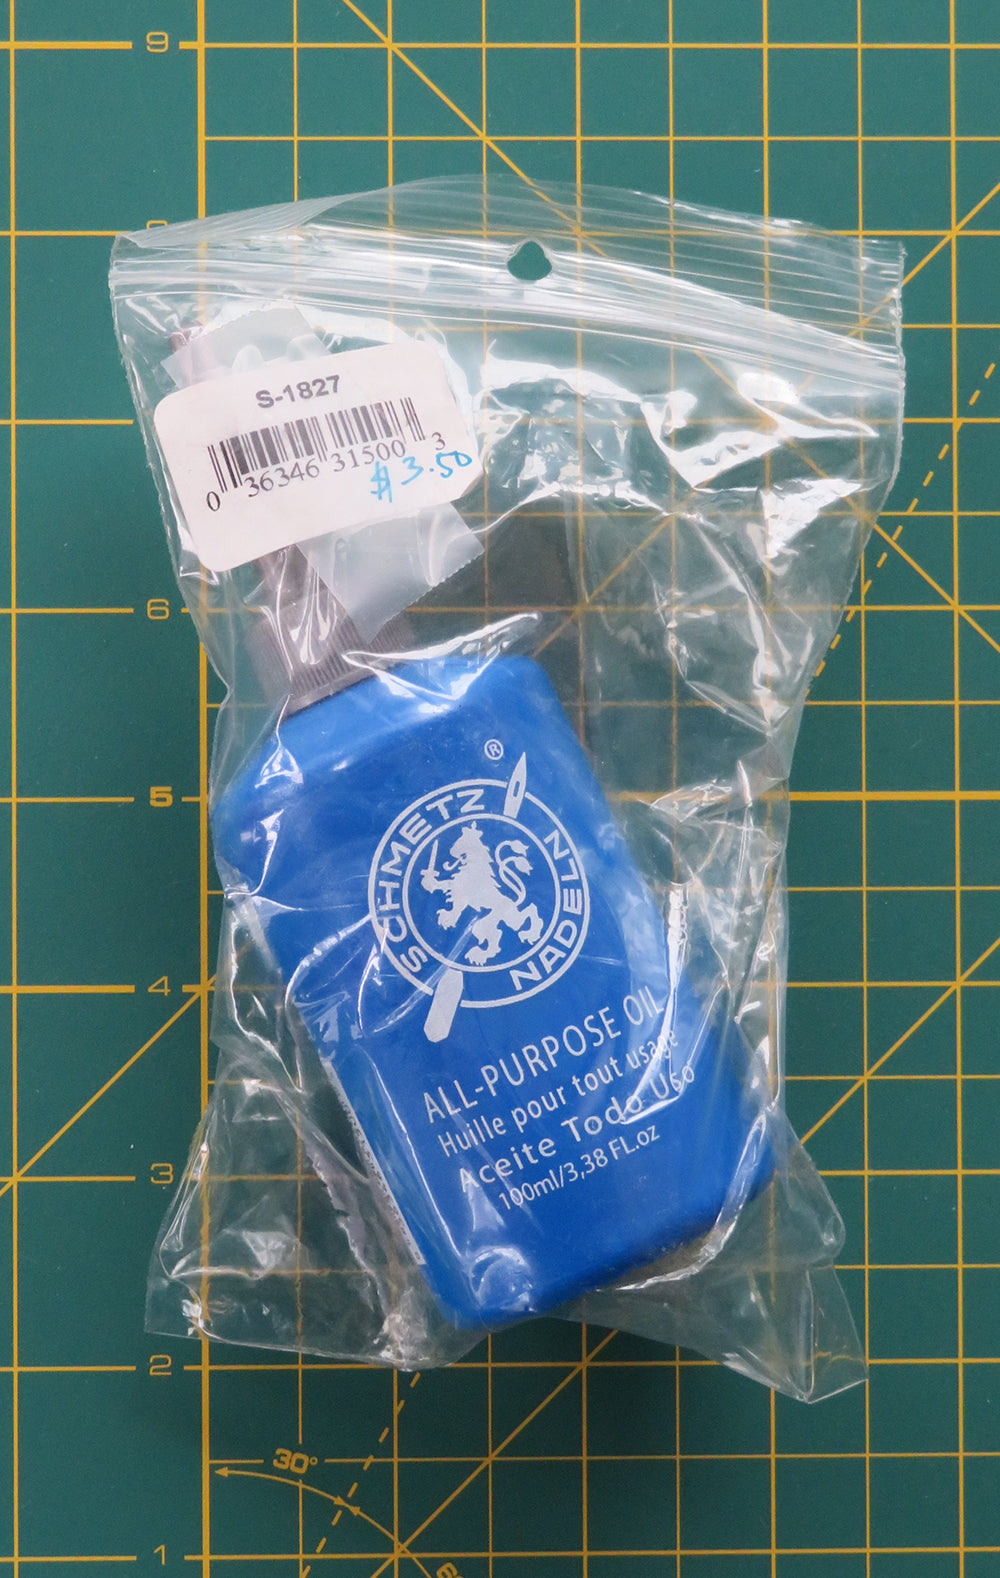 9
8
S-1827
0 36346 31500 3
$3.50
6
5
®
SCHMETZ
NADELN
4
ALL-PURPOSE OIL
Huille pour tout usage
Aceite Todo Uso
100ml/3,38 FL.oz
3
2
30°
1